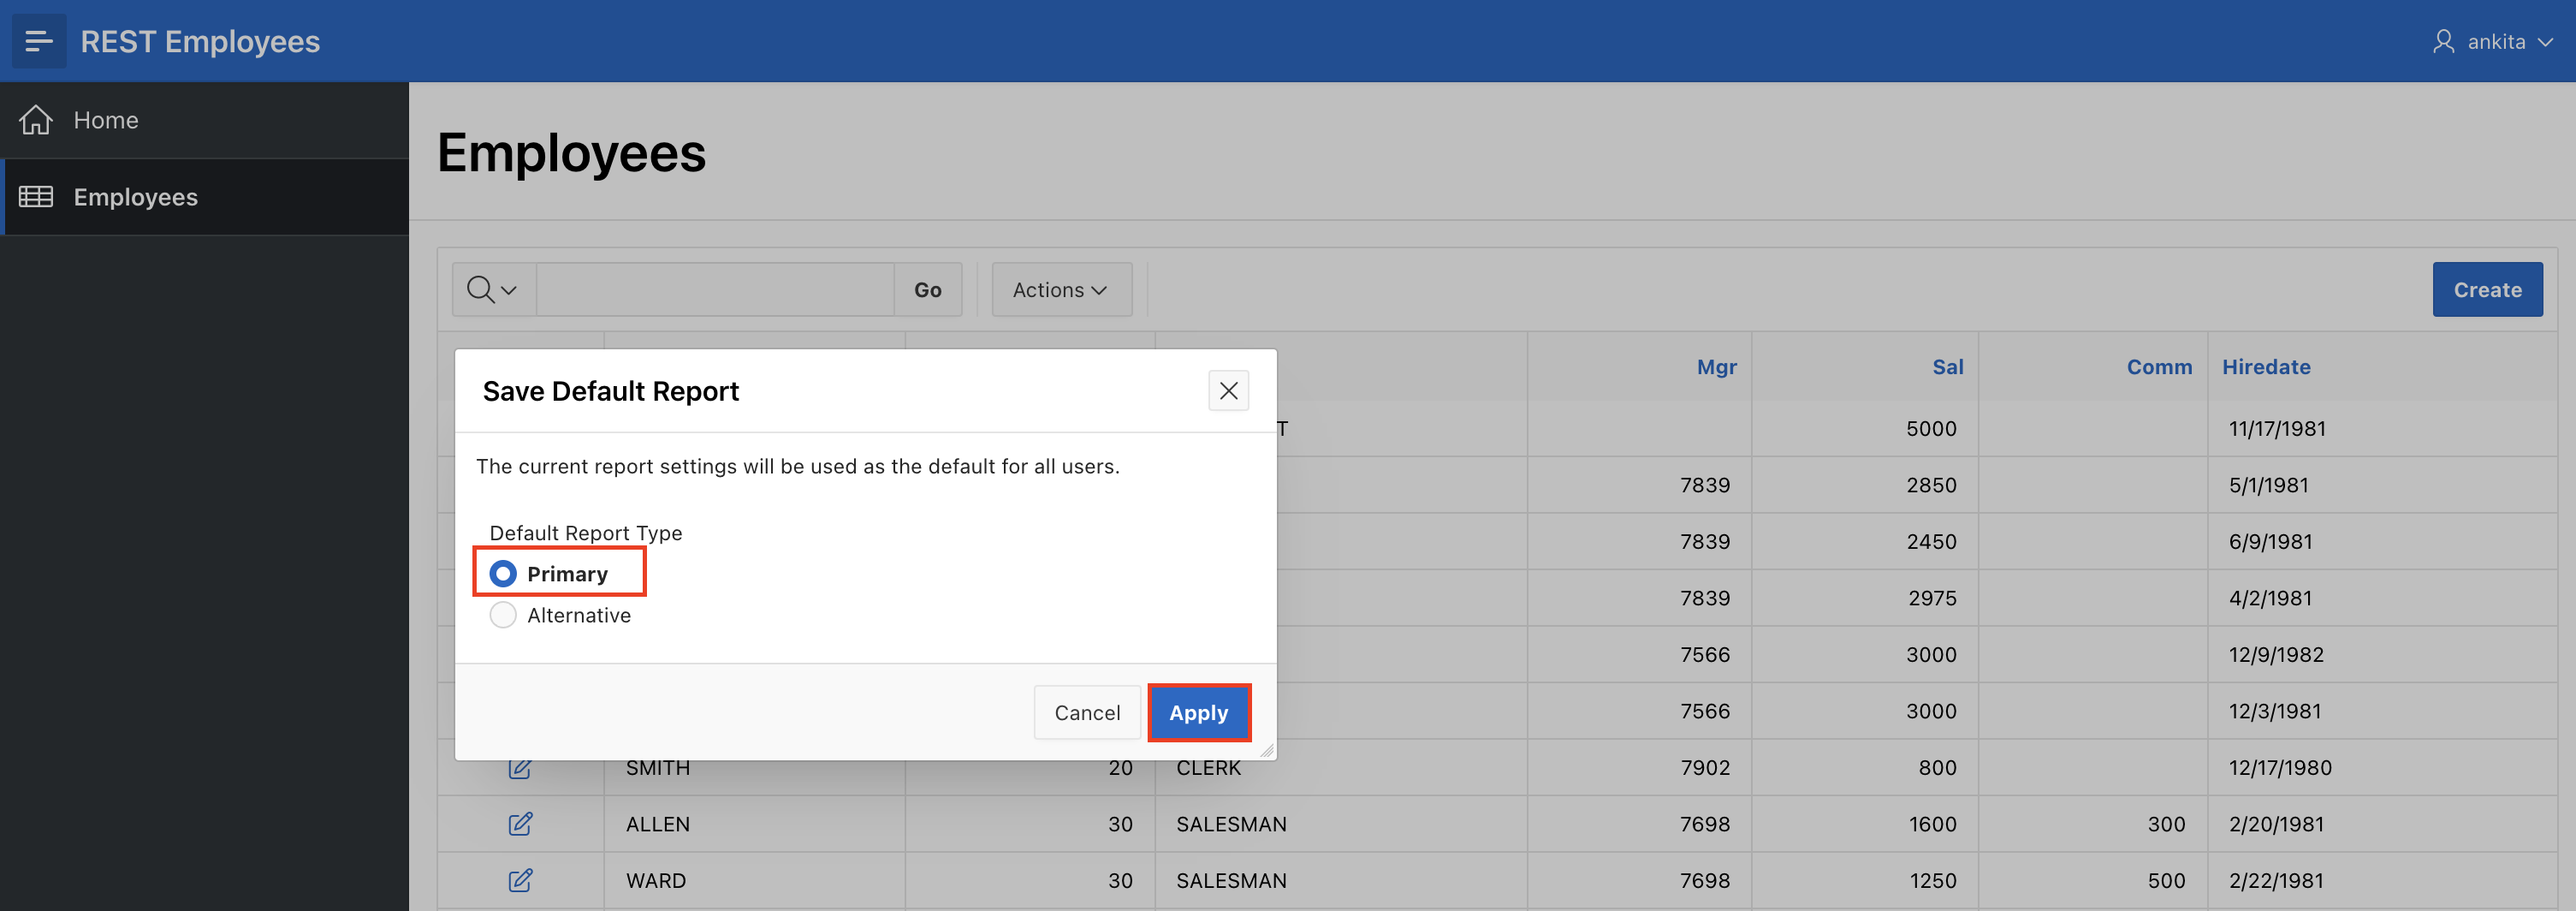 REST Employees
ankita
Home
Employees
Employees
Go
Actions
Create
Mgr Sal Comm Hiredate
Save Default Report
The current report settings will be used as the default for all users.
Default Report Type
Primary
Alternative
Cancel
Apply
T 5000 11/17/1981
7839 2850 5/1/1981
7839 2450 6/9/1981
7839 2975 4/2/1981
7566 3000 12/9/1982
7566 3000 12/3/1981
SMITH 20 CLERK 7902 800 12/17/1980
ALLEN 30 SALESMAN 7698 1600 300 2/20/1981
WARD 30 SALESMAN 7698 1250 500 2/22/1981